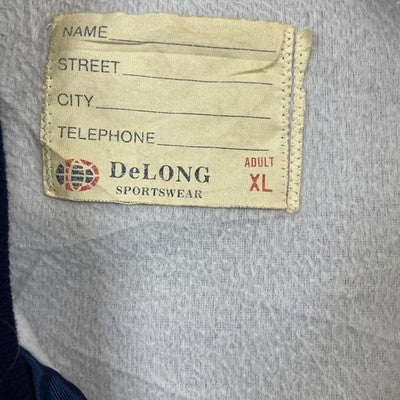 NAME
STREET
CITY
TELEPHONE
DeLONG
SPORTSWEAR
ADULT
XL